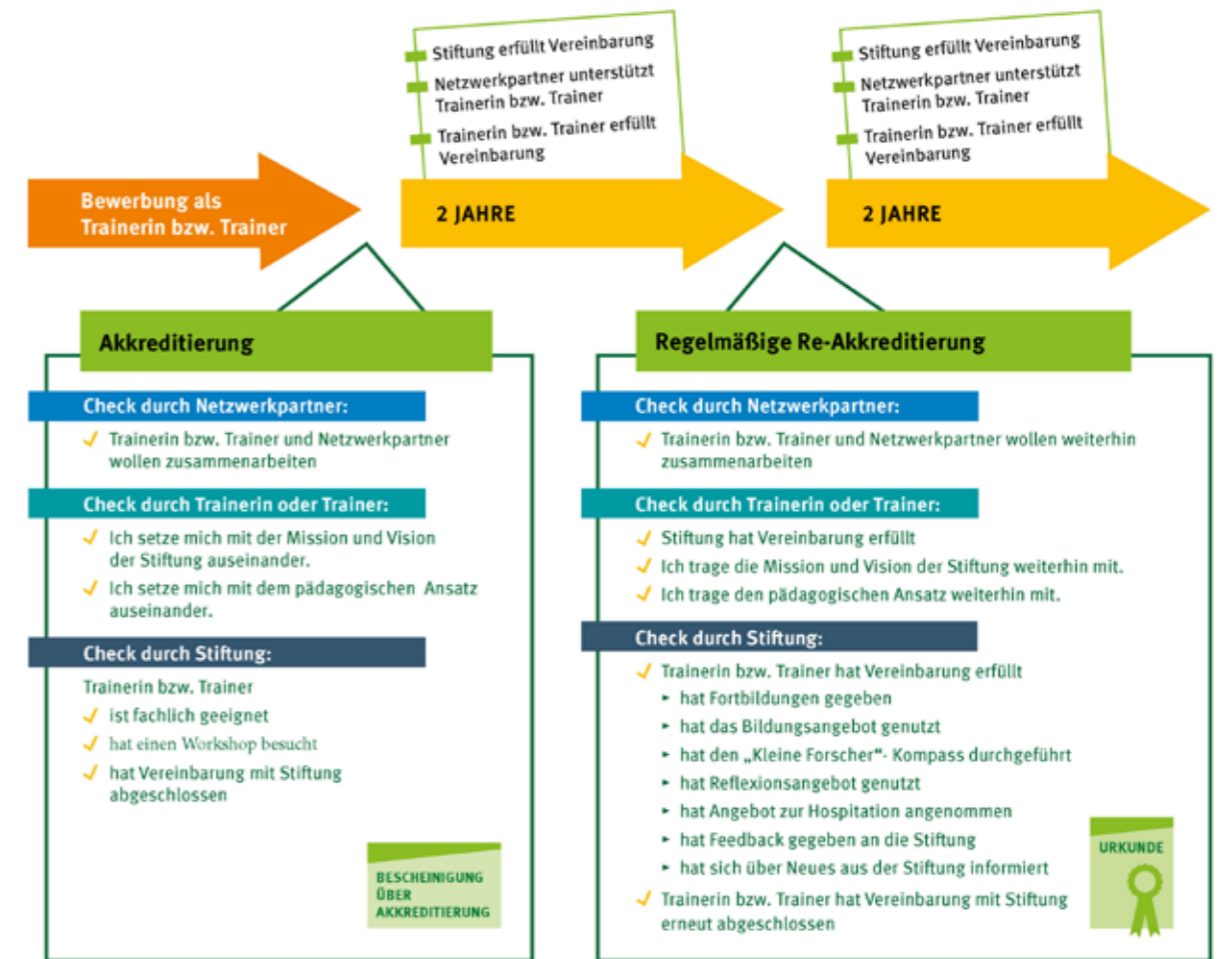 Stiftung erfüllt Vereinbarung
Netzwerkpartner unterstützt
Trainerin bzw. Trainer
Trainerin bzw. Trainer erfüllt
Vereinbarung
Stiftung erfüllt Vereinbarung
Netzwerkpartner unterstützt
Trainerin bzw. Trainer
Trainerin bzw. Trainer erfüllt
Vereinbarung
Bewerbung als
Trainerin bzw. Trainer
2 JAHRE
2 JAHRE
Akkreditierung
Check durch Netzwerkpartner:
Trainerin bzw. Trainer und Netzwerkpartner
wollen zusammenarbeiten
Check durch Trainerin oder Trainer:
Ich setze mich mit der Mission und Vision
der Stiftung auseinander.
Ich setze mich mit dem pädagogischen Ansatz
auseinander.
Check durch Stiftung:
Trainerin bzw. Trainer
ist fachlich geeignet
hat einen Workshop besucht
hat Vereinbarung mit Stiftung
abgeschlossen
BESCHEINIGUNG
ÜBER
AKKREDITIERUNG
Regelmäßige Re-Akkreditierung
Check durch Netzwerkpartner:
Trainerin bzw. Trainer und Netzwerkpartner wollen weiterhin
zusammenarbeiten
Check durch Trainerin oder Trainer:
Stiftung hat Vereinbarung erfüllt
Ich trage die Mission und Vision der Stiftung weiterhin mit.
Ich trage den pädagogischen Ansatz weiterhin mit.
Check durch Stiftung:
Trainerin bzw. Trainer hat Vereinbarung erfüllt
hat Fortbildungen gegeben
hat das Bildungsangebot genutzt
hat den „Kleine Forscher“- Kompass durchgeführt
hat Reflexionsangebot genutzt
hat Angebot zur Hospitation angenommen
hat Feedback gegeben an die Stiftung
hat sich über Neues aus der Stiftung informiert
Trainerin bzw. Trainer hat Vereinbarung mit Stiftung
erneut abgeschlossen
URKUNDE